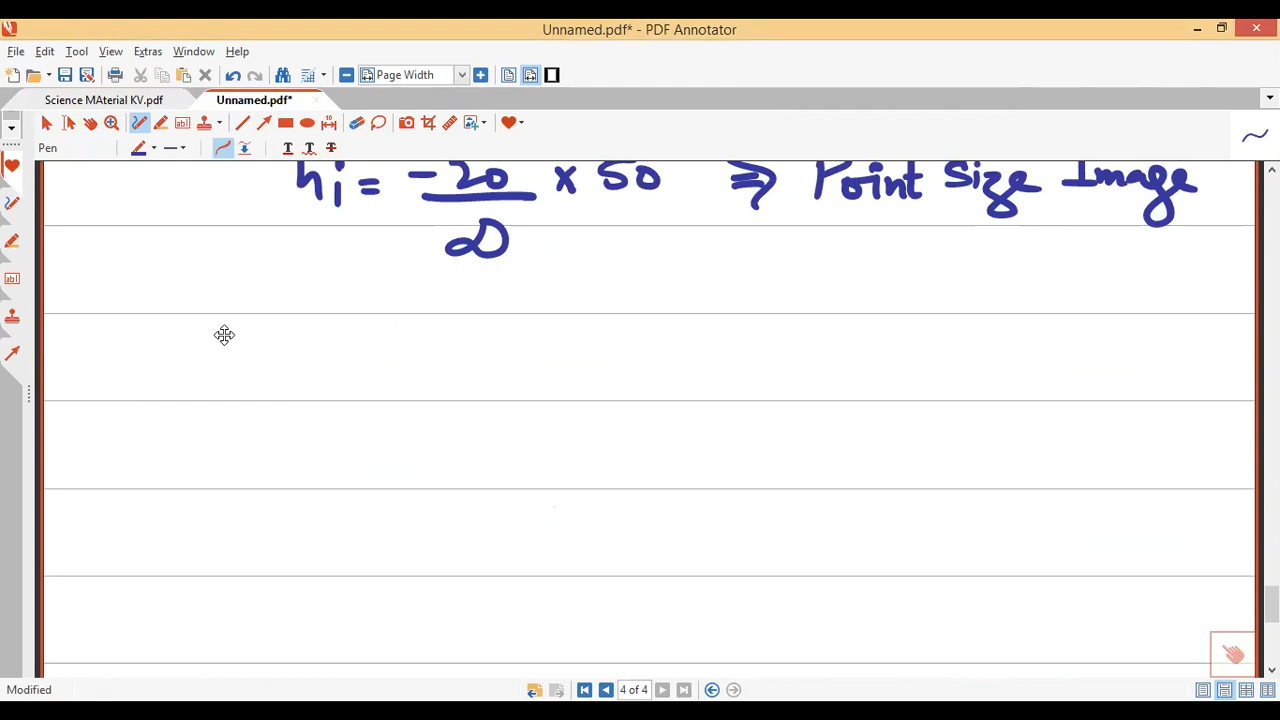 Unnamed.pdf* - PDF Annotator
File Edit Tool View Extras Window Help
Page Width
Science MAterial KV.pdf Unnamed.pdf*
Pen
hi = -20 x 50 ⇒ Point Size Image
D
Modified
4 of 4